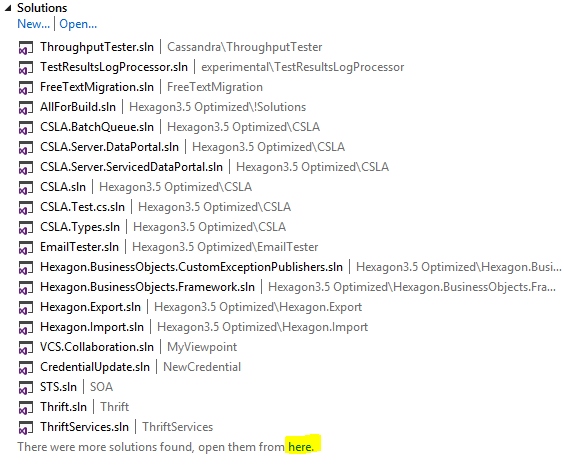 Solutions
New... | Open...
ThroughputTester.sln | Cassandra\ThroughputTester
TestResultsLogProcessor.sln | experimental\TestResultsLogProcessor
FreeTextMigration.sln | FreeTextMigration
AllForBuild.sln | Hexagon3.5 Optimized\!Solutions
CSLA.BatchQueue.sln | Hexagon3.5 Optimized\CSLA
CSLA.Server.DataPortal.sln | Hexagon3.5 Optimized\CSLA
CSLA.Server.ServicedDataPortal.sln | Hexagon3.5 Optimized\CSLA
CSLA.sln | Hexagon3.5 Optimized\CSLA
CSLA.Test.cs.sln | Hexagon3.5 Optimized\CSLA
CSLA.Types.sln | Hexagon3.5 Optimized\CSLA
EmailTester.sln | Hexagon3.5 Optimized\EmailTester
Hexagon.BusinessObjects.CustomExceptionPublishers.sln | Hexagon3.5 Optimized\Hexagon.Busi...
Hexagon.BusinessObjects.Framework.sln | Hexagon3.5 Optimized\Hexagon.BusinessObjects.Fra...
Hexagon.Export.sln | Hexagon3.5 Optimized\Hexagon.Export
Hexagon.Import.sln | Hexagon3.5 Optimized\Hexagon.Import
VCS.Collaboration.sln | MyViewpoint
CredentialUpdate.sln | NewCredential
STS.sln | SOA
Thrift.sln | Thrift
ThriftServices.sln | ThriftServices
There were more solutions found, open them from here.